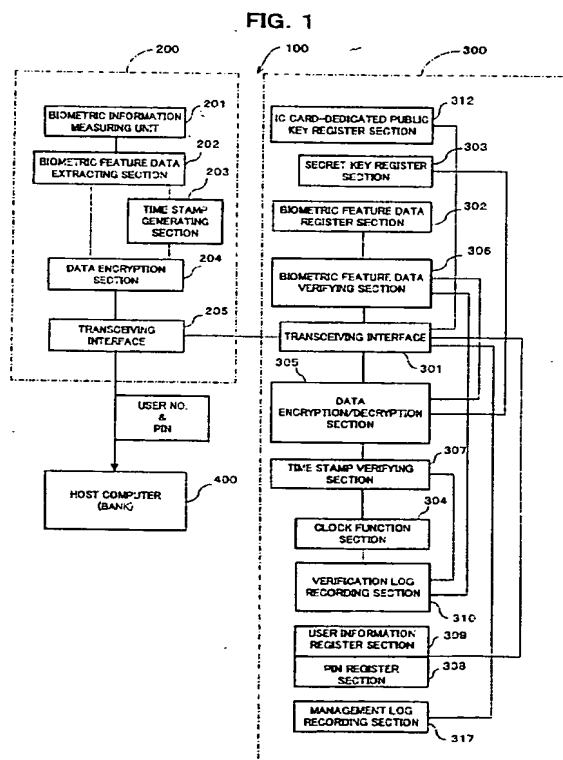 FIG. 1
200
100
300
201
BIOMETRIC INFORMATION
MEASURING UNIT
202
BIOMETRIC FEATURE DATA
EXTRACTING SECTION
203
TIME STAMP
GENERATING
SECTION
204
DATA ENCRYPTION
SECTION
205
TRANSCEIVING
INTERFACE
USER NO.
&
PIN
400
HOST COMPUTER
(BANK)
312
IC CARD-DEDICATED PUBLIC
KEY REGISTER SECTION
303
SECRET KEY REGISTER
SECTION
302
BIOMETRIC FEATURE DATA
REGISTER SECTION
306
BIOMETRIC FEATURE DATA
VERIFYING SECTION
TRANSCEIVING INTERFACE
301
305
DATA
ENCRYPTION/DECRYPTION
SECTION
307
TIME STAMP VERIFYING
SECTION
304
CLOCK FUNCTION
SECTION
VERIFICATION LOG
RECORDING SECTION
310
309
USER INFORMATION
REGISTER SECTION
PIN REGISTER
SECTION
308
MANAGEMENT LOG
RECORDING SECTION
317